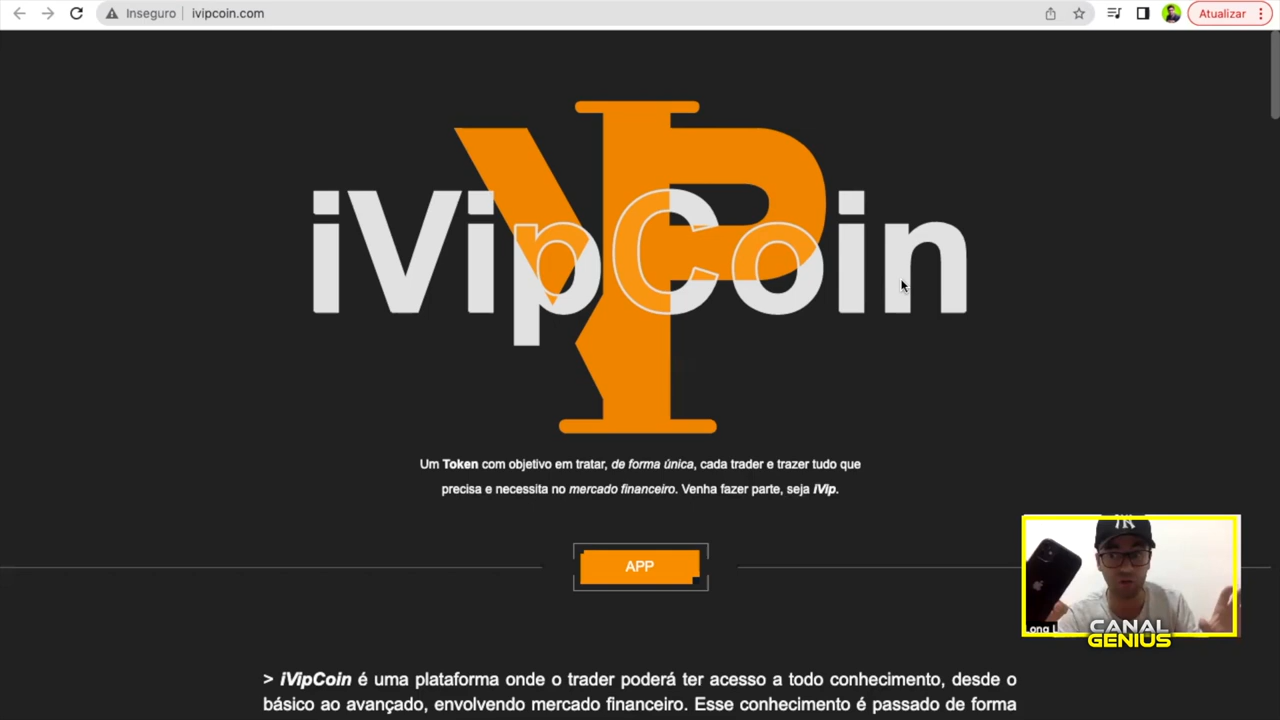 Inseguro
ivipcoin.com
Atualizar
iVipCoin
Um Token com objetivo em tratar, de forma única, cada trader e trazer tudo que
precisa e necessita no mercado financeiro. Venha fazer parte, seja iVip.
APP
> iVipCoin é uma plataforma onde o trader poderá ter acesso a todo conhecimento, desde o
básico ao avançado, envolvendo mercado financeiro. Esse conhecimento é passado de forma
NY
Long L
CANAL
GENIUS